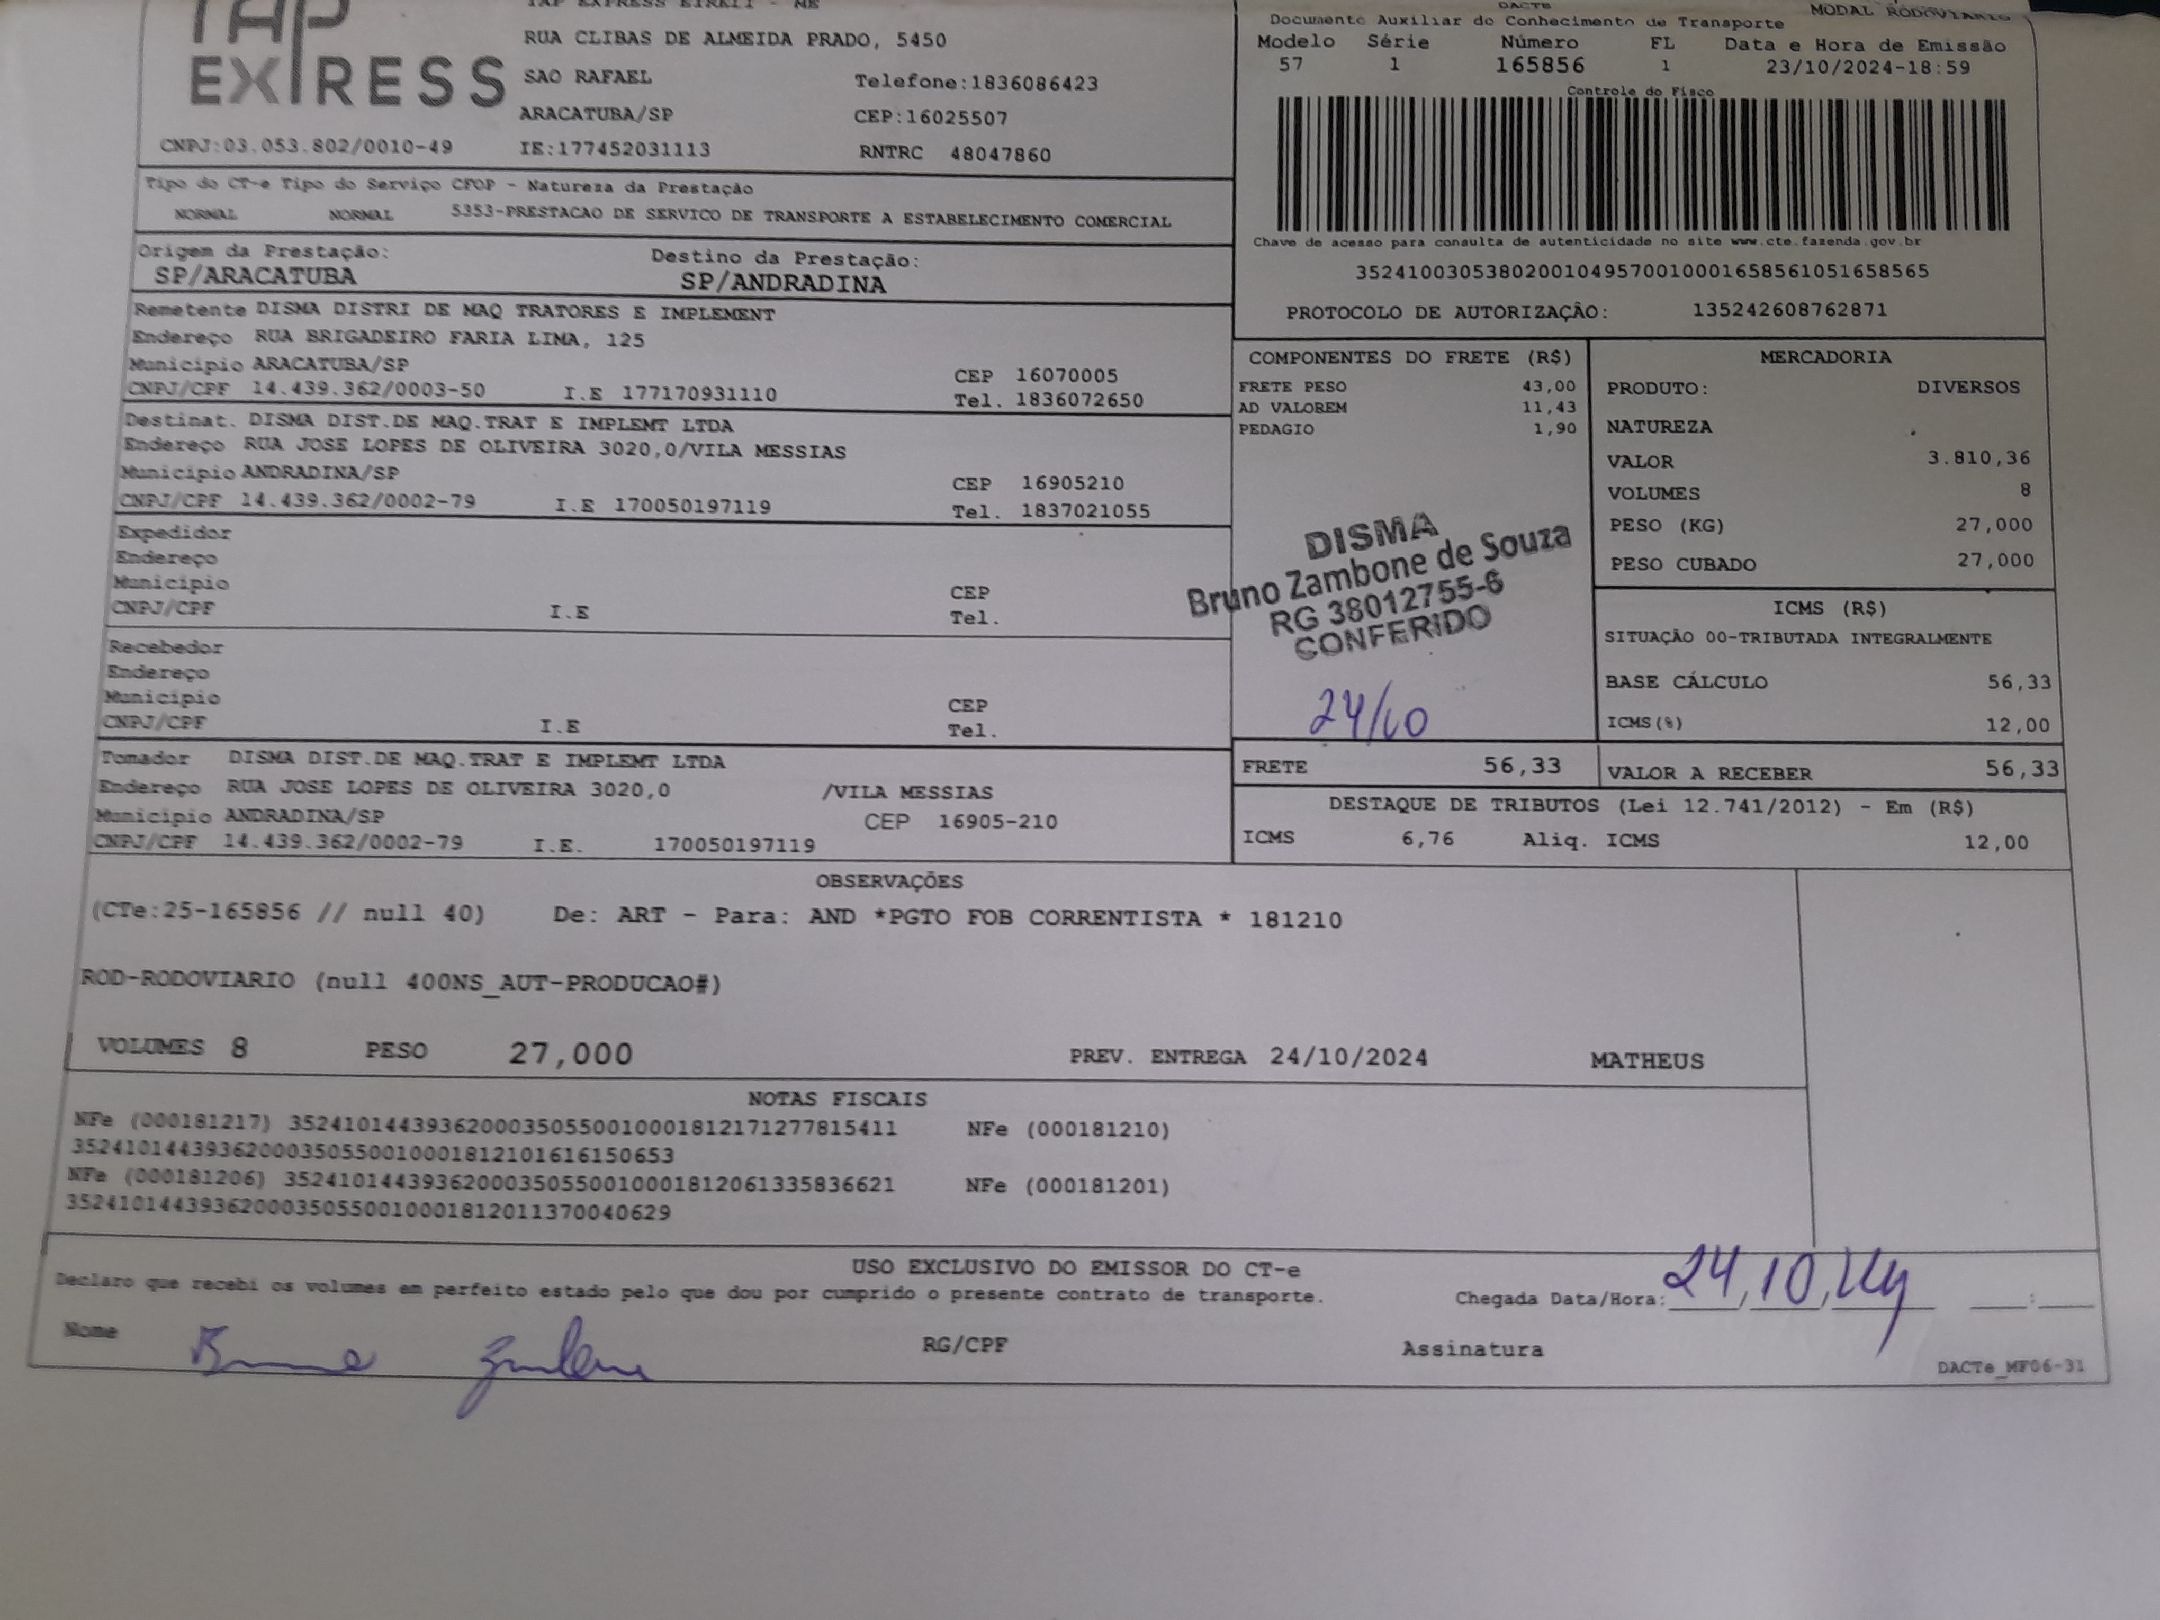 TAP EXPRESS
TAP EXPRESS EIRELI - ME
RUA CLIBAS DE ALMEIDA PRADO, 5450
SAO RAFAEL Telefone:1836086423
ARACATUBA/SP CEP:16025507
CNPJ:03.053.802/0010-49 IE:177452031113 RNTRC 48047860
DACTE MODAL RODOVIARIO
Documento Auxiliar do Conhecimento de Transporte
Modelo Série Número FL Data e Hora de Emissão
57 1 165856 1 23/10/2024-18:59
Controle do Fisco
Chave de acesso para consulta de autenticidade no site www.cte.fazenda.gov.br
35241003053802001049570010001658561051658565
PROTOCOLO DE AUTORIZAÇÃO: 135242608762871
Tipo do CT-e Tipo do Serviço CFOP - Natureza da Prestação
NORMAL NORMAL 5353-PRESTACAO DE SERVICO DE TRANSPORTE A ESTABELECIMENTO COMERCIAL
Origem da Prestação: Destino da Prestação:
SP/ARACATUBA SP/ANDRADINA
Remetente DISMA DISTRI DE MAQ TRATORES E IMPLEMENT
Endereço RUA BRIGADEIRO FARIA LIMA, 125
Município ARACATUBA/SP CEP 16070005
CNPJ/CPF 14.439.362/0003-50 I.E 177170931110 Tel. 1836072650
Destinat. DISMA DIST.DE MAQ.TRAT E IMPLEMT LTDA
Endereço RUA JOSE LOPES DE OLIVEIRA 3020,0/VILA MESSIAS
Município ANDRADINA/SP CEP 16905210
CNPJ/CPF 14.439.362/0002-79 I.E 170050197119 Tel. 1837021055
Expedidor
Endereço
Município CEP
CNPJ/CPF I.E Tel.
Recebedor
Endereço
Município CEP
CNPJ/CPF I.E Tel.
Tomador DISMA DIST.DE MAQ.TRAT E IMPLEMT LTDA
Endereço RUA JOSE LOPES DE OLIVEIRA 3020,0 /VILA MESSIAS
Município ANDRADINA/SP CEP 16905-210
CNPJ/CPF 14.439.362/0002-79 I.E. 170050197119
COMPONENTES DO FRETE (R$)
FRETE PESO 43,00
AD VALOREM 11,43
PEDAGIO 1,90
DISMA
Bruno Zambone de Souza
RG 38012755-6
CONFERIDO
24/10
MERCADORIA
PRODUTO: DIVERSOS
NATUREZA
VALOR 3.810,36
VOLUMES 8
PESO (KG) 27,000
PESO CUBADO 27,000
ICMS (R$)
SITUAÇÃO 00-TRIBUTADA INTEGRALMENTE
BASE CÁLCULO 56,33
ICMS(%) 12,00
FRETE 56,33 VALOR A RECEBER 56,33
DESTAQUE DE TRIBUTOS (Lei 12.741/2012) - Em (R$)
ICMS 6,76 Aliq. ICMS 12,00
OBSERVAÇÕES
(CTe:25-165856 // null 40) De: ART - Para: AND *PGTO FOB CORRENTISTA * 181210
ROD-RODOVIARIO (null 400NS_AUT-PRODUCAO#)
VOLUMES 8 PESO 27,000 PREV. ENTREGA 24/10/2024 MATHEUS
NOTAS FISCAIS
NFe (000181217) 35241014439362000350550010001812171277815411 NFe (000181210)
35241014439362000350550010001812101616150653
NFe (000181206) 35241014439362000350550010001812061335836621 NFe (000181201)
35241014439362000350550010001812011370040629
USO EXCLUSIVO DO EMISSOR DO CT-e
Declaro que recebi os volumes em perfeito estado pelo que dou por cumprido o presente contrato de transporte. Chegada Data/Hora: 24/10/24 __:__
Nome Bruno Zambone RG/CPF Assinatura
DACTe_MF06-31